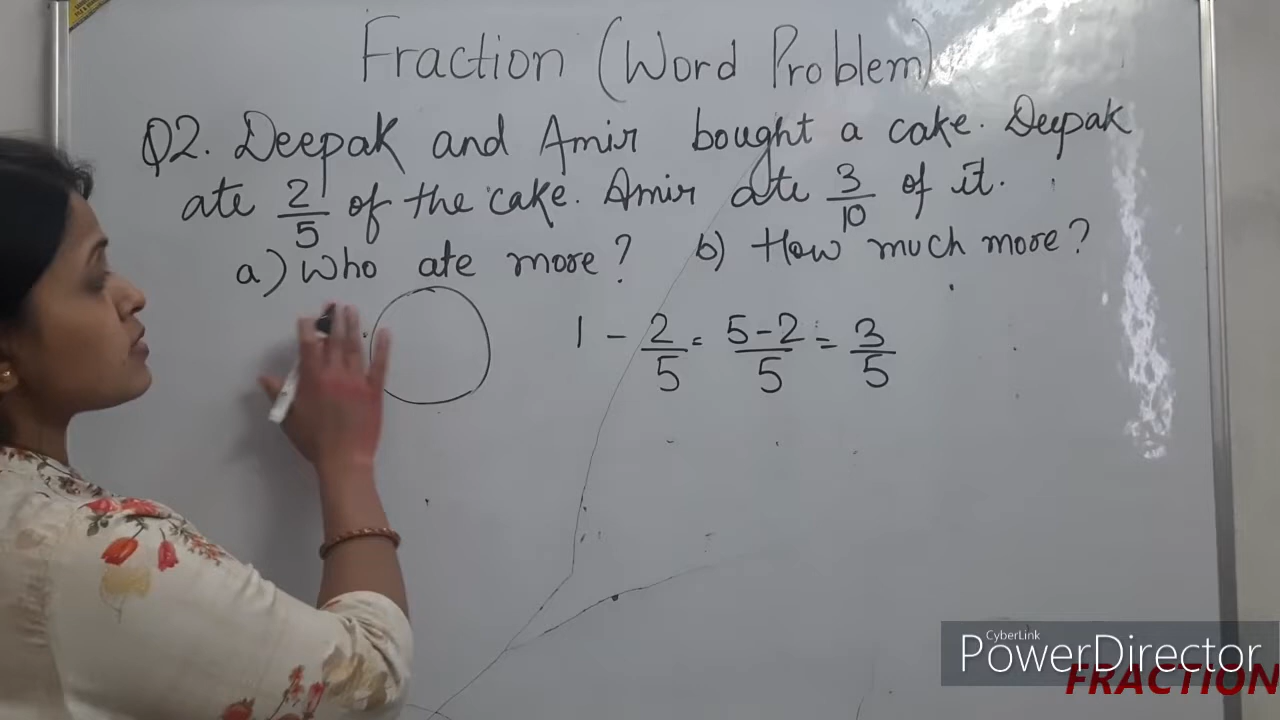 Fraction (Word Problem)
Q2. Deepak and Amir bought a cake. Deepak
ate 2/5 of the cake. Amir ate 3/10 of it.
a) Who ate more? b) How much more?
1 - 2/5 = 5-2/5 = 3/5
CyberLink
PowerDirector
FRACTION